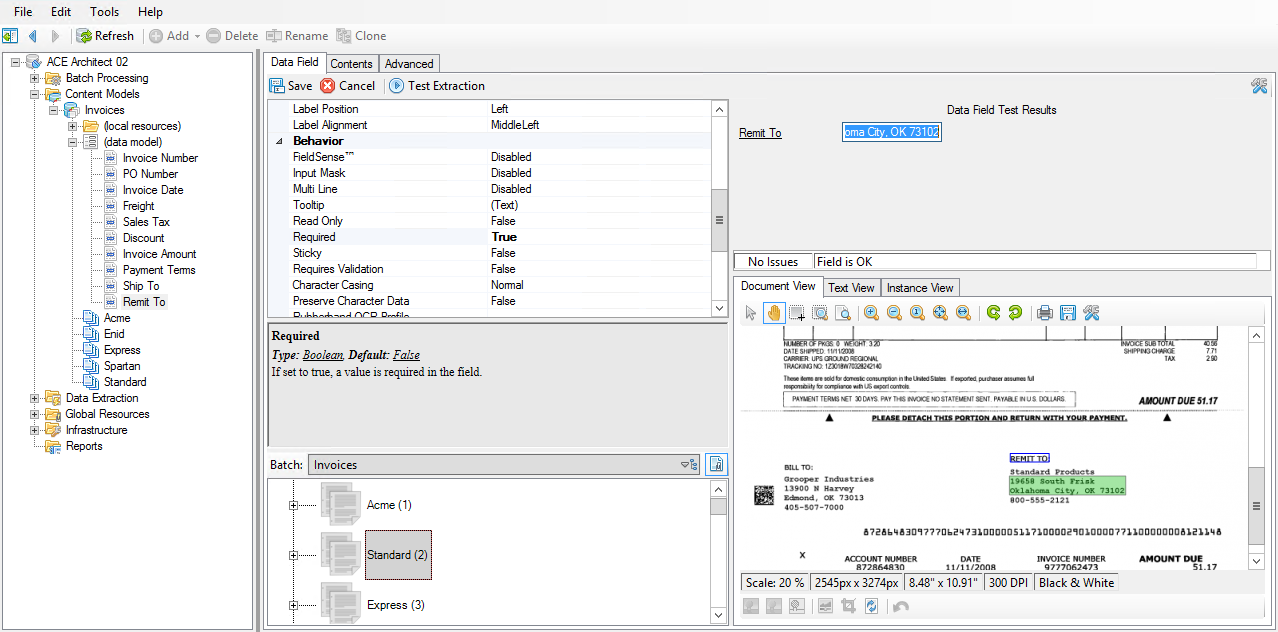 File Edit Tools Help
Refresh Add Delete Rename Clone
ACE Architect 02
Batch Processing
Content Models
Invoices
(local resources)
(data model)
Invoice Number
PO Number
Invoice Date
Freight
Sales Tax
Discount
Invoice Amount
Payment Terms
Ship To
Remit To
Acme
Enid
Express
Spartan
Standard
Data Extraction
Global Resources
Infrastructure
Reports
Data Field Contents Advanced
Save Cancel Test Extraction
Label Position Left
Label Alignment MiddleLeft
Behavior
FieldSense™ Disabled
Input Mask Disabled
Multi Line Disabled
Tooltip (Text)
Read Only False
Required True
Sticky False
Requires Validation False
Character Casing Normal
Preserve Character Data False
Rubberband OCR Profile
Required
Type: Boolean, Default: False
If set to true, a value is required in the field.
Batch: Invoices
Acme (1)
Standard (2)
Express (3)
Data Field Test Results
Remit To oma City, OK 73102
No Issues Field is OK
Document View Text View Instance View
NUMBER OF PKGS: 0 WEIGHT: 3.20
DATE SHIPPED: 11/11/2008
CARRIER: UPS GROUND REGIONAL
TRACKING NO: 1Z3018W70328242140
INVOICE SUB TOTAL 40.56
SHIPPING CHARGE 7.71
TAX 2.90
These items are sold for domestic consumption in the United States. If exported, purchaser assumes full
responsibility for compliance with US export controls.
PAYMENT TERMS NET 30 DAYS. PAY THIS INVOICE NO STATEMENT SENT. PAYABLE IN U.S. DOLLARS.
AMOUNT DUE 51.17
PLEASE DETACH THIS PORTION AND RETURN WITH YOUR PAYMENT.
BILL TO:
Grooper Industries
13900 N Harvey
Edmond, OK 73013
405-507-7000
REMIT TO:
Standard Products
19658 South Frisk
Oklahoma City, OK 73102
800-555-2121
X
ACCOUNT NUMBER DATE INVOICE NUMBER AMOUNT DUE
872864830 11/11/2008 9777062473 51.17
Scale: 20 % 2545px x 3274px 8.48" x 10.91" 300 DPI Black & White